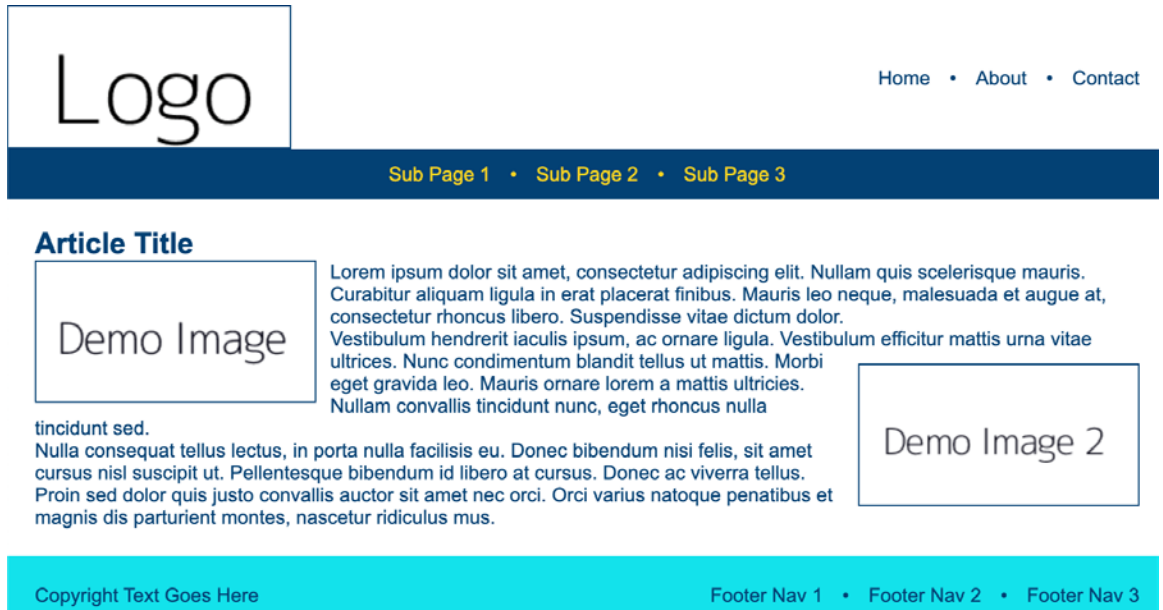 Logo
Home • About • Contact
Sub Page 1 • Sub Page 2 • Sub Page 3
Article Title
Demo Image
Lorem ipsum dolor sit amet, consectetur adipiscing elit. Nullam quis scelerisque mauris.
Curabitur aliquam ligula in erat placerat finibus. Mauris leo neque, malesuada et augue at,
consectetur rhoncus libero. Suspendisse vitae dictum dolor.
Vestibulum hendrerit iaculis ipsum, ac ornare ligula. Vestibulum efficitur mattis urna vitae
ultrices. Nunc condimentum blandit tellus ut mattis. Morbi
eget gravida leo. Mauris ornare lorem a mattis ultricies.
Nullam convallis tincidunt nunc, eget rhoncus nulla
tincidunt sed.
Demo Image 2
Nulla consequat tellus lectus, in porta nulla facilisis eu. Donec bibendum nisi felis, sit amet
cursus nisl suscipit ut. Pellentesque bibendum id libero at cursus. Donec ac viverra tellus.
Proin sed dolor quis justo convallis auctor sit amet nec orci. Orci varius natoque penatibus et
magnis dis parturient montes, nascetur ridiculus mus.
Copyright Text Goes Here
Footer Nav 1 • Footer Nav 2 • Footer Nav 3